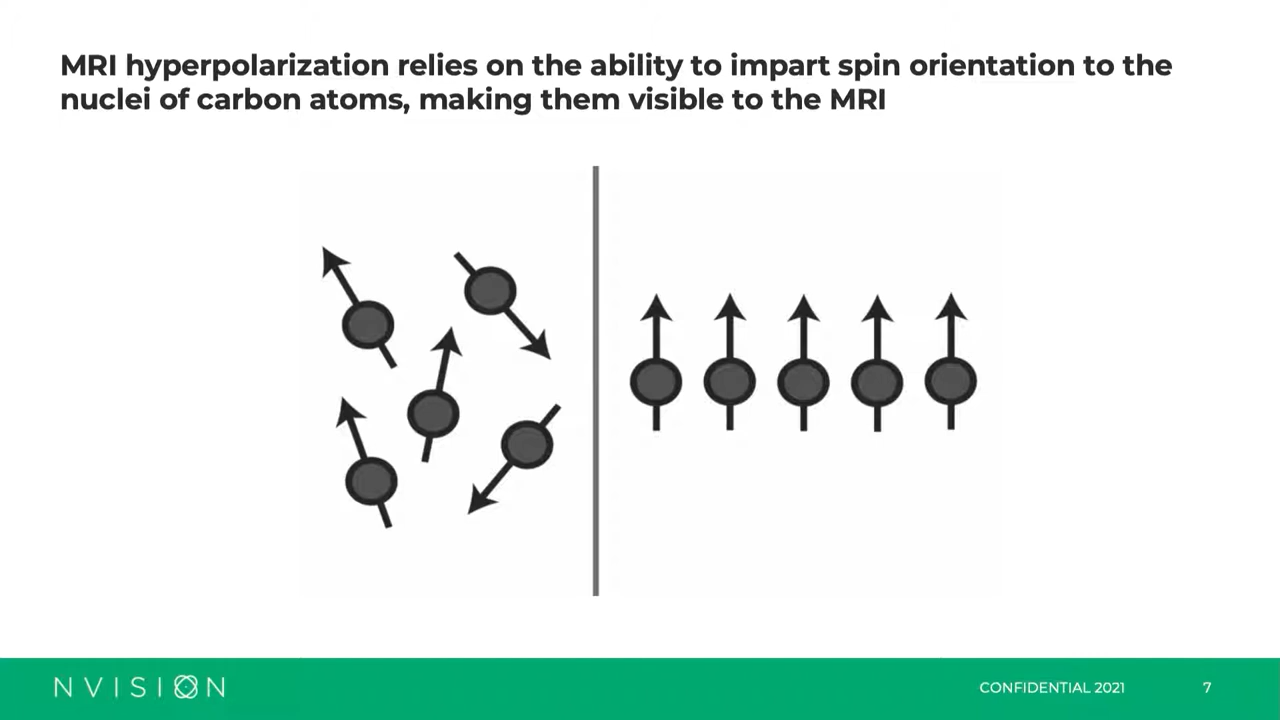 MRI hyperpolarization relies on the ability to impart spin orientation to the
nuclei of carbon atoms, making them visible to the MRI
NVISION
CONFIDENTIAL 2021
7